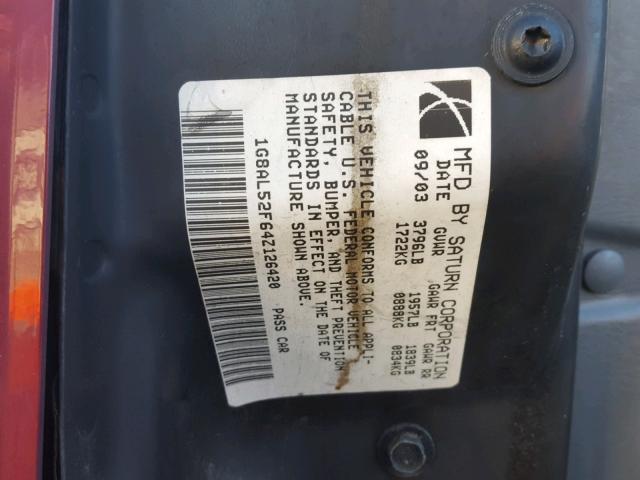 MFD BY SATURN CORPORATION
DATE GVWR GAWR FRT GAWR RR
09/03 3796LB 1957LB 1839LB
1722KG 0888KG 0834KG
THIS VEHICLE CONFORMS TO ALL APPLI-
CABLE U.S. FEDERAL MOTOR VEHICLE
SAFETY, BUMPER, AND THEFT PREVENTION
STANDARDS IN EFFECT ON THE DATE OF
MANUFACTURE SHOWN ABOVE.
1G8AL52F64Z126420 PASS CAR